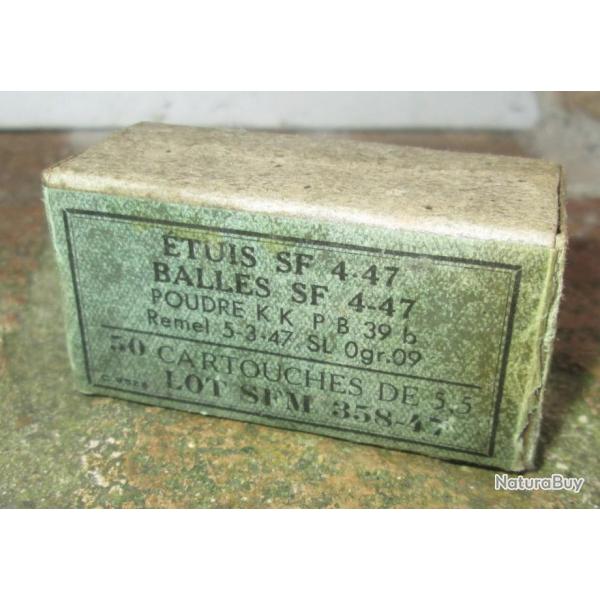 ÉTUIS SF 4-47
BALLES SF 4-47
POUDRE K K P B 39 b
Remel 5-3-47 SL 0gr.09
50 CARTOUCHES DE 5,5
LOT SFM 358-47
NaturaBuy